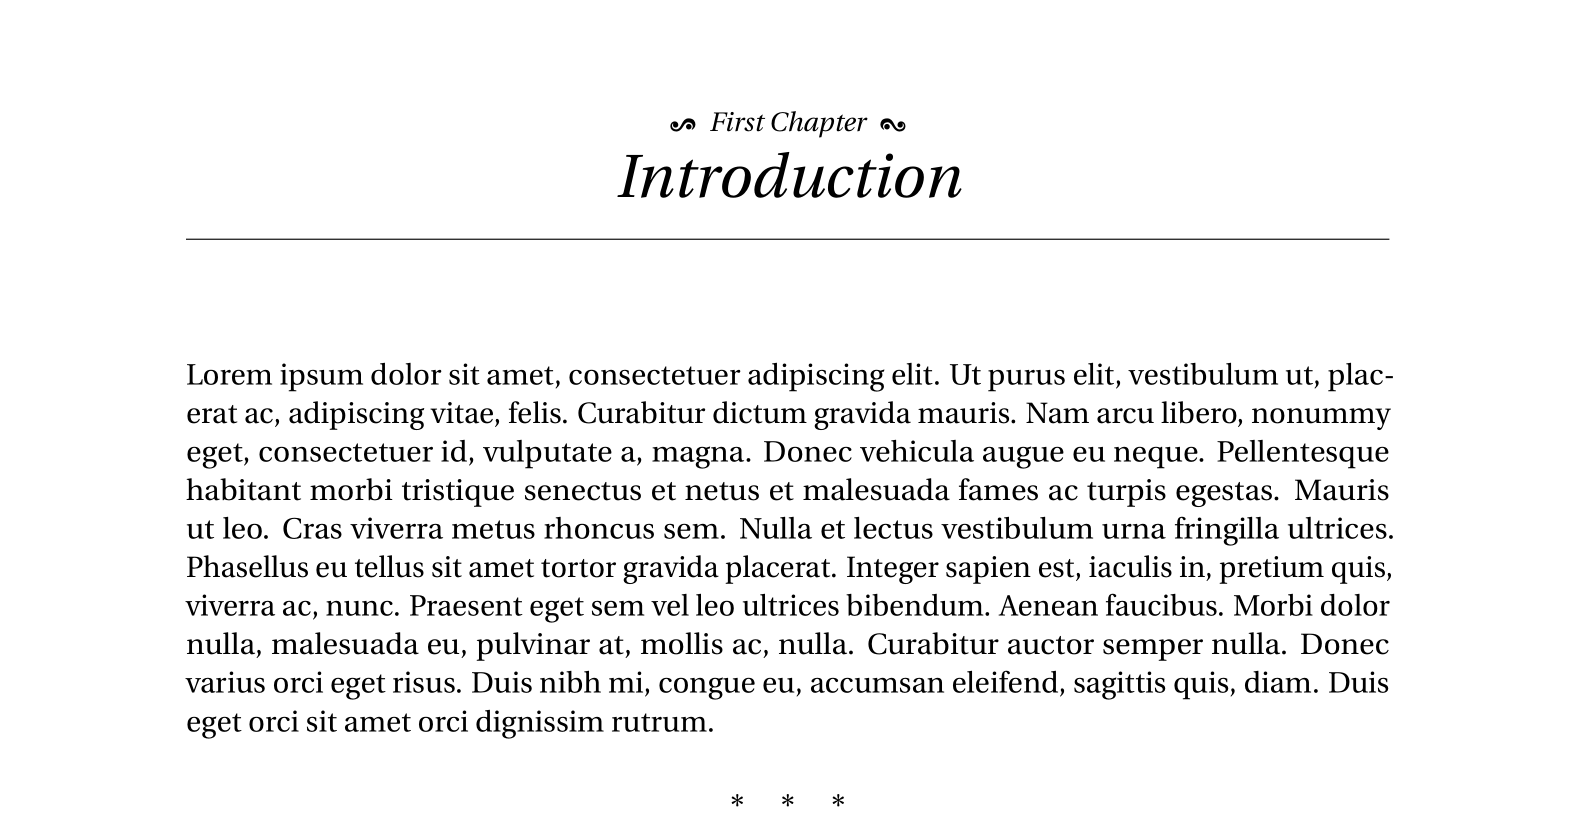 First Chapter
Introduction
Lorem ipsum dolor sit amet, consectetuer adipiscing elit. Ut purus elit, vestibulum ut, plac-
erat ac, adipiscing vitae, felis. Curabitur dictum gravida mauris. Nam arcu libero, nonummy
eget, consectetuer id, vulputate a, magna. Donec vehicula augue eu neque. Pellentesque
habitant morbi tristique senectus et netus et malesuada fames ac turpis egestas. Mauris
ut leo. Cras viverra metus rhoncus sem. Nulla et lectus vestibulum urna fringilla ultrices.
Phasellus eu tellus sit amet tortor gravida placerat. Integer sapien est, iaculis in, pretium quis,
viverra ac, nunc. Praesent eget sem vel leo ultrices bibendum. Aenean faucibus. Morbi dolor
nulla, malesuada eu, pulvinar at, mollis ac, nulla. Curabitur auctor semper nulla. Donec
varius orci eget risus. Duis nibh mi, congue eu, accumsan eleifend, sagittis quis, diam. Duis
eget orci sit amet orci dignissim rutrum.
* * *